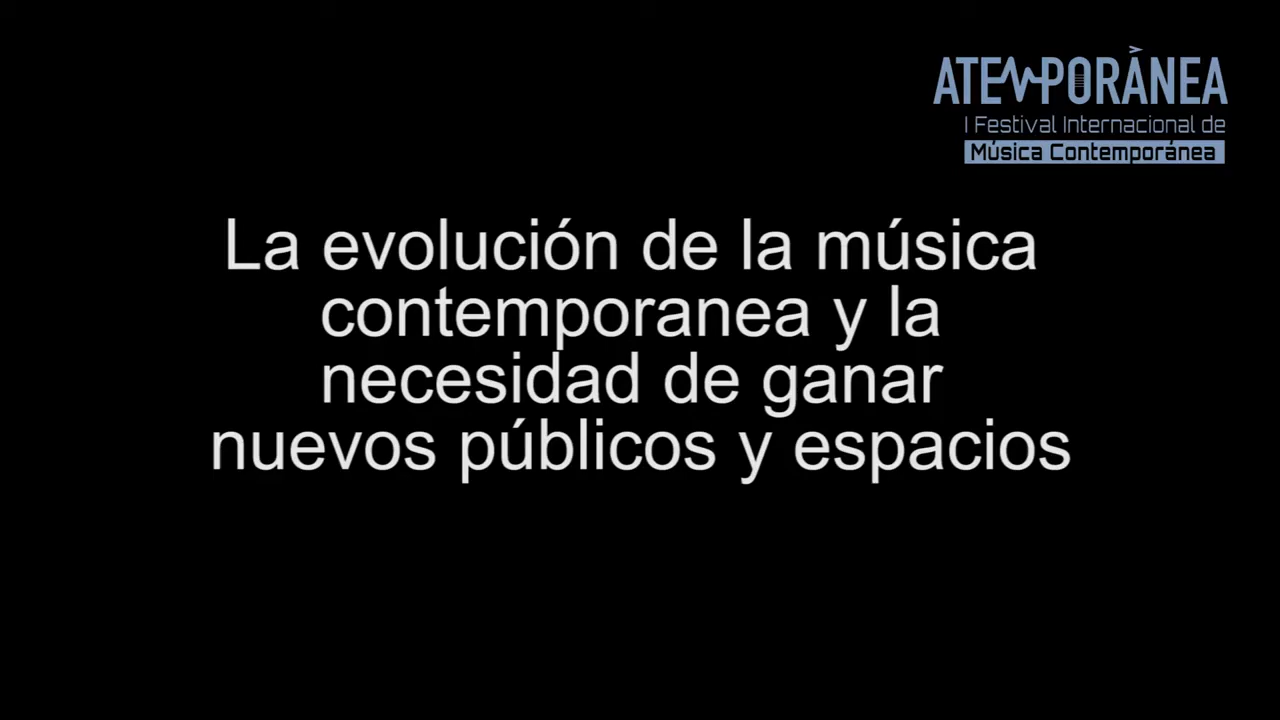 ATEMPORÁNEA
I Festival Internacional de
Música Contemporánea
La evolución de la música
contemporanea y la
necesidad de ganar
nuevos públicos y espacios